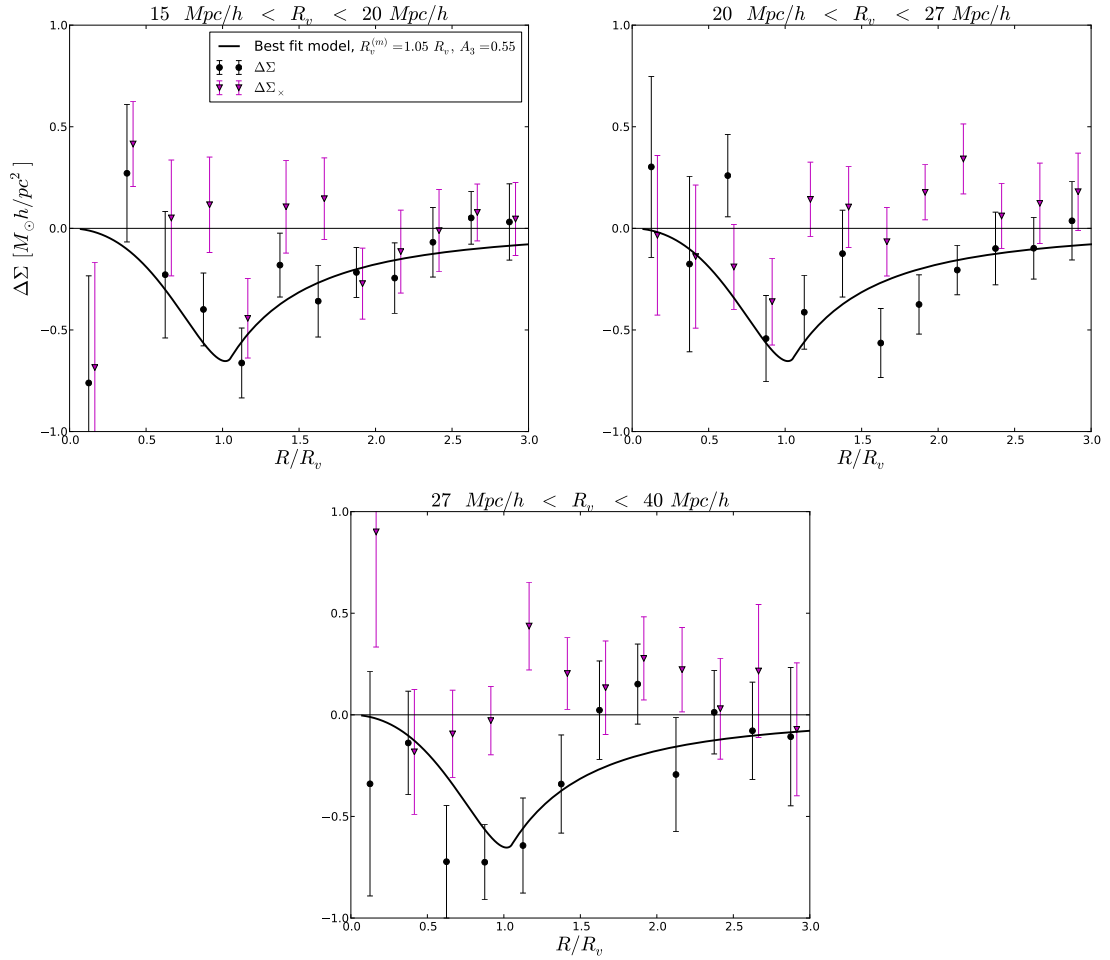 15 Mpc/h < R_v < 20 Mpc/h
Best fit model, R_v^(m) =1.05 R_v, A_3 =0.55
ΔΣ
ΔΣ_×
ΔΣ [M_⊙ h/pc^2 ]
0.5
0.0
−0.5
−1.0
0.0 0.5 1.0 1.5 2.0 2.5 3.0
R/R_v
20 Mpc/h < R_v < 27 Mpc/h
0.5
0.0
−0.5
−1.0
0.0 0.5 1.0 1.5 2.0 2.5 3.0
R/R_v
27 Mpc/h < R_v < 40 Mpc/h
1.0
0.5
0.0
−0.5
−1.0
0.0 0.5 1.0 1.5 2.0 2.5 3.0
R/R_v